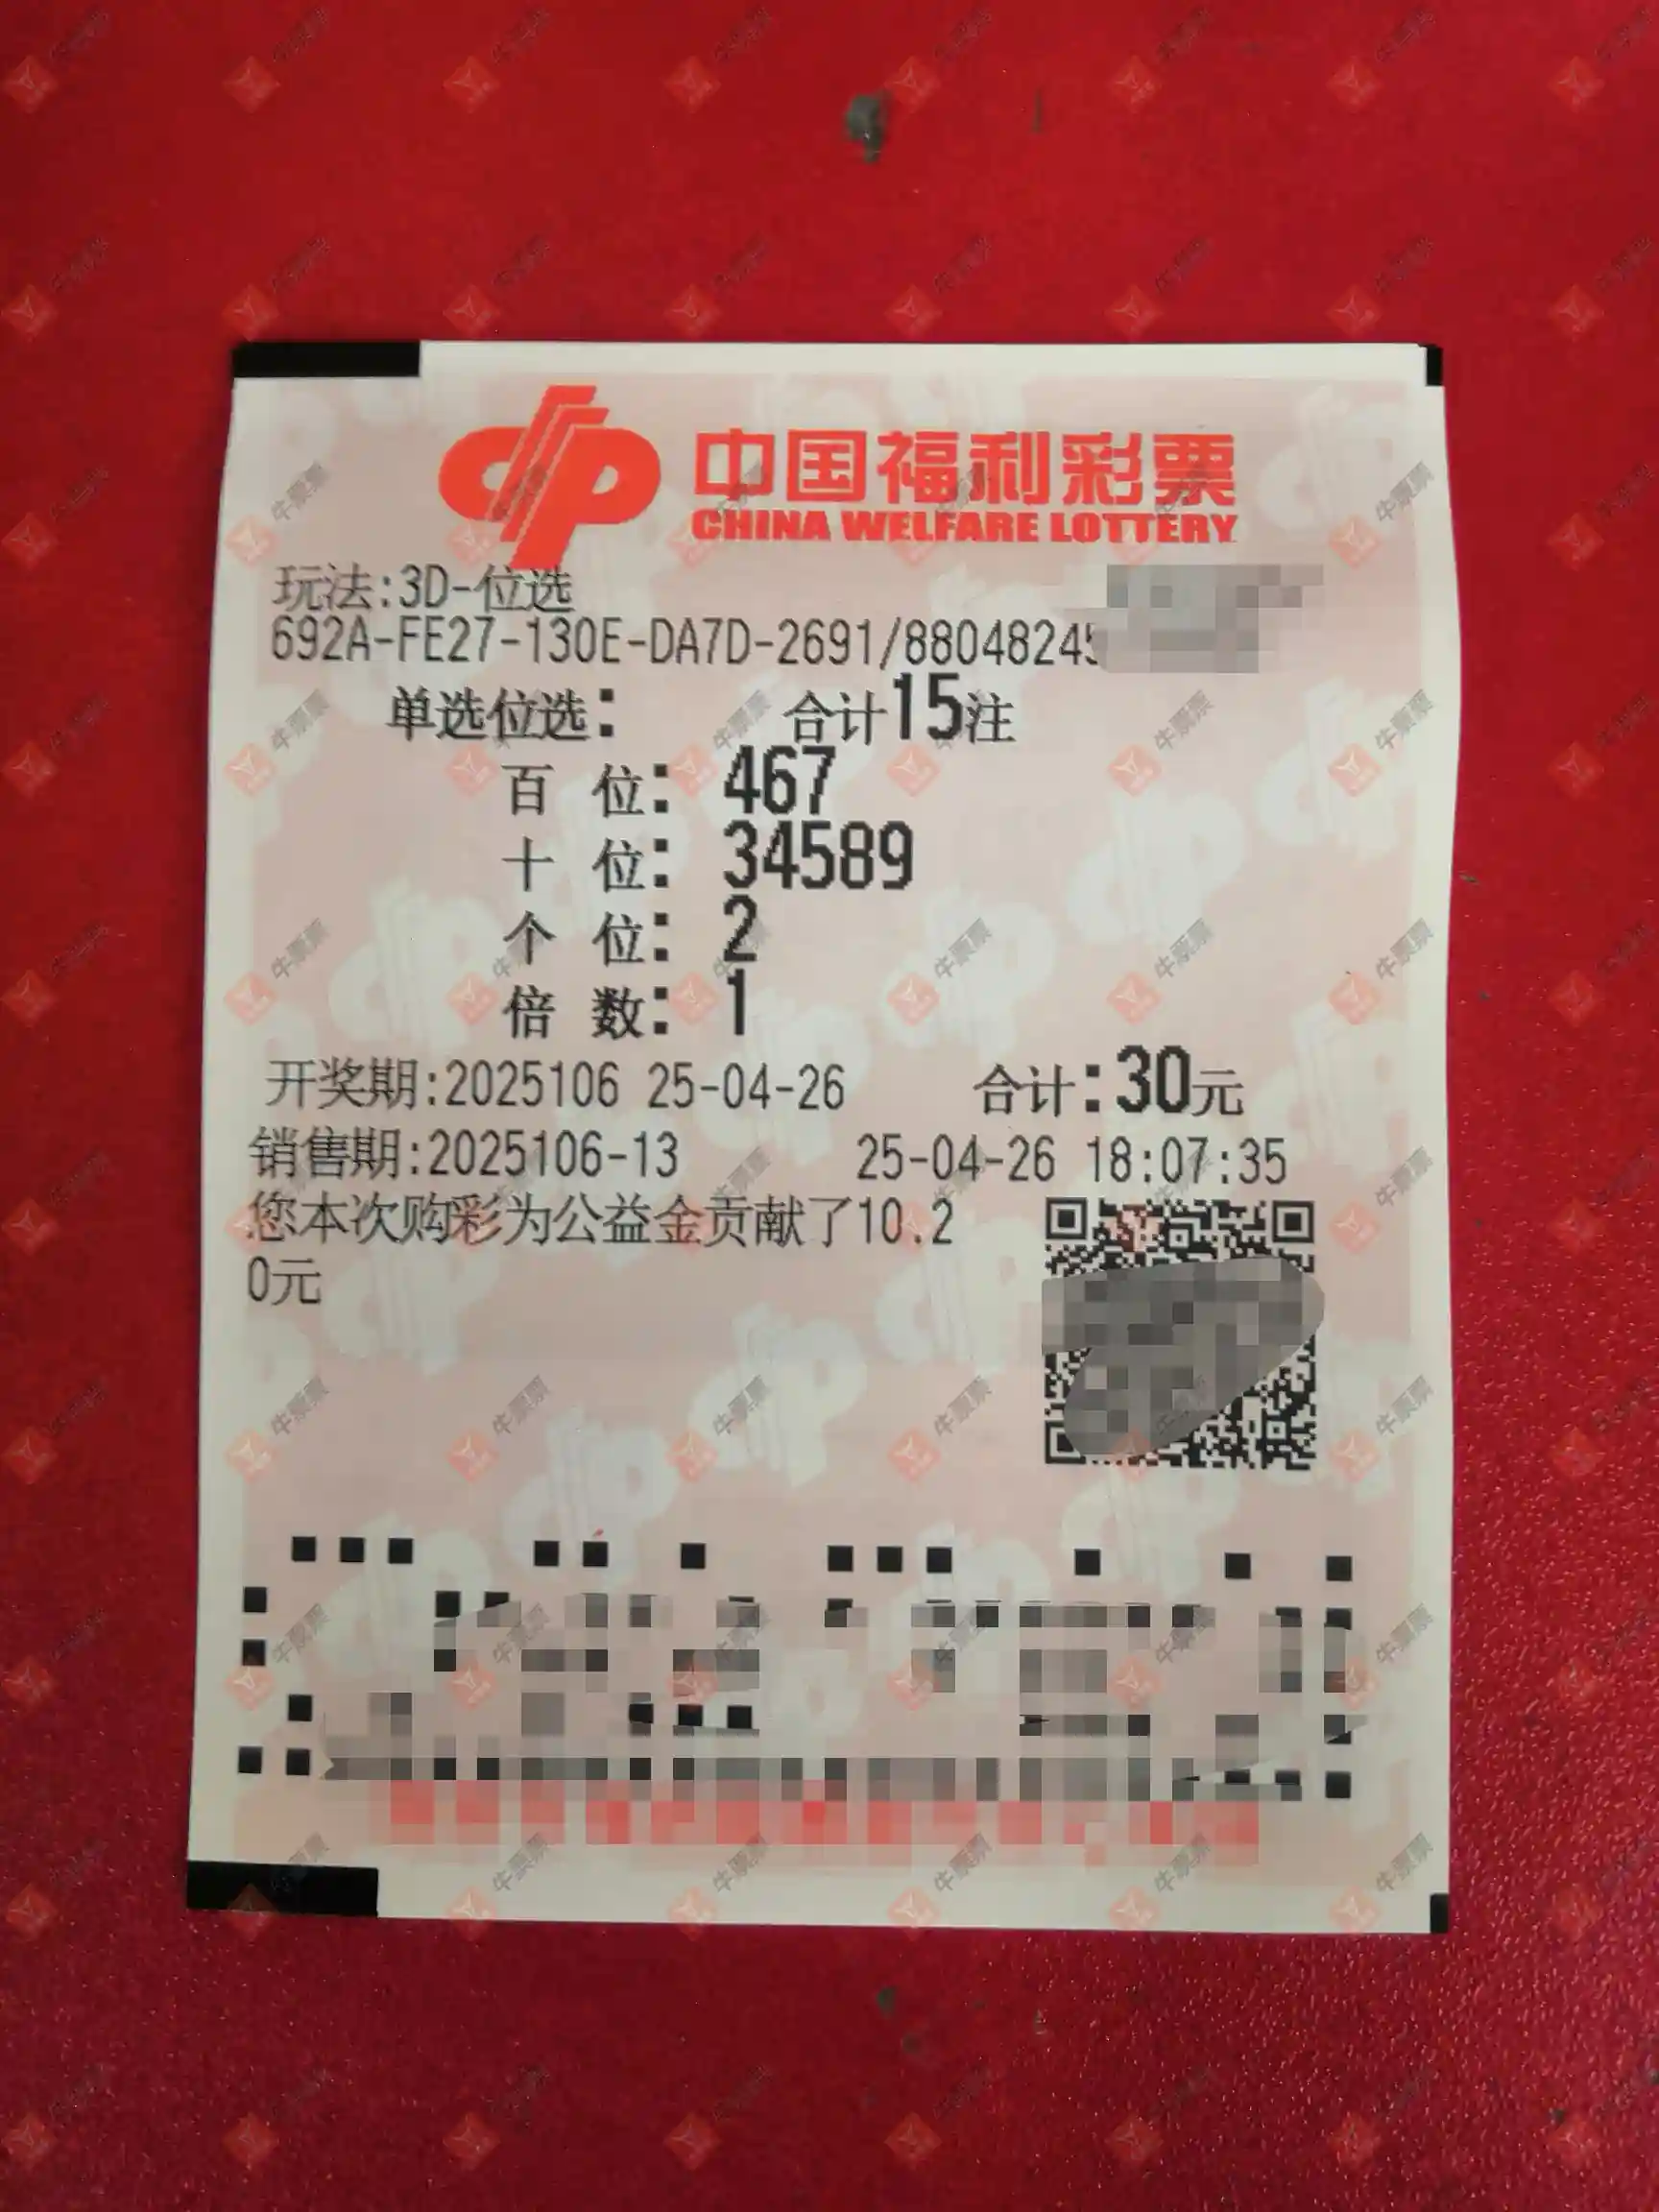 中国福利彩票
CHINA WELFARE LOTTERY
玩法:3D-位选
692A-FE27-130E-DA7D-2691/88048245
单选位选: 合计15注
百 位: 467
十 位: 34589
个 位: 2
倍 数: 1
开奖期:2025106 25-04-26 合计:30元
销售期:2025106-13 25-04-26 18:07:35
您本次购彩为公益金贡献了10.2
0元
牛票票